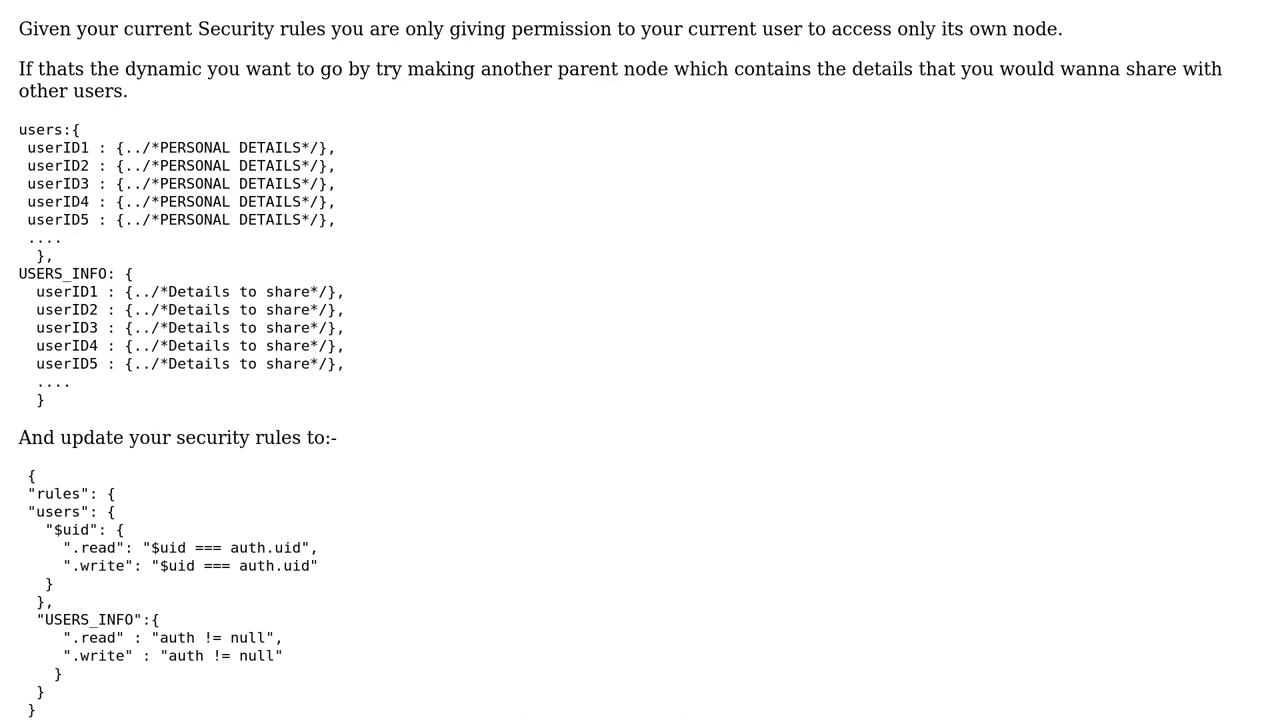 Given your current Security rules you are only giving permission to your current user to access only its own node.
If thats the dynamic you want to go by try making another parent node which contains the details that you would wanna share with
other users.
users:{
 userID1 : {../*PERSONAL DETAILS*/},
 userID2 : {../*PERSONAL DETAILS*/},
 userID3 : {../*PERSONAL DETAILS*/},
 userID4 : {../*PERSONAL DETAILS*/},
 userID5 : {../*PERSONAL DETAILS*/},
 ....
  },
USERS_INFO: {
  userID1 : {../*Details to share*/},
  userID2 : {../*Details to share*/},
  userID3 : {../*Details to share*/},
  userID4 : {../*Details to share*/},
  userID5 : {../*Details to share*/},
  ....
  }
And update your security rules to:-
 {
 "rules": {
 "users": {
   "$uid": {
     ".read": "$uid === auth.uid",
     ".write": "$uid === auth.uid"
   }
  },
  "USERS_INFO":{
     ".read" : "auth != null",
     ".write" : "auth != null"
    }
  }
 }